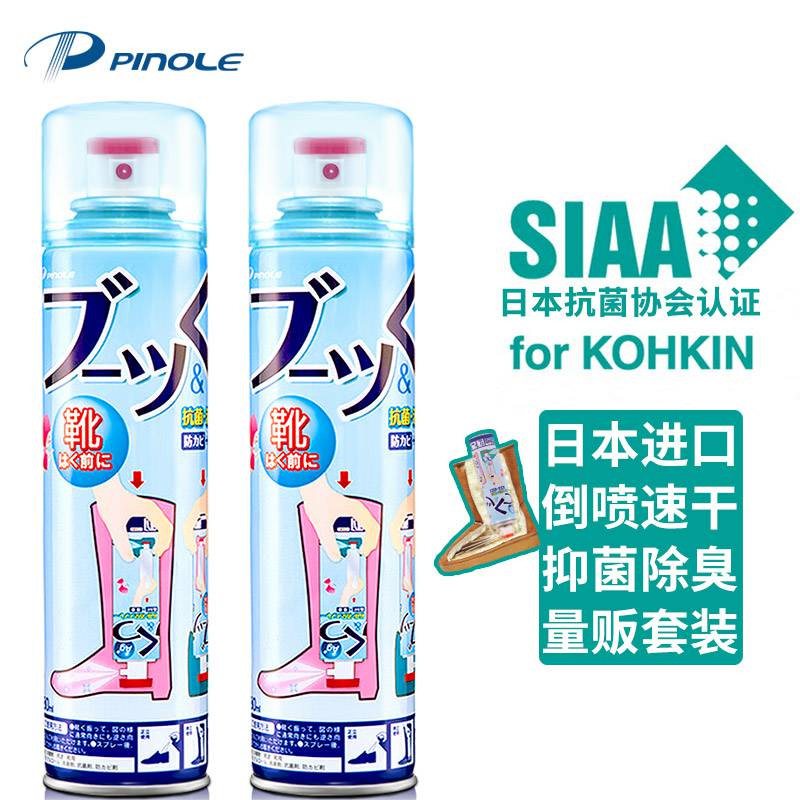 PINOLE
SIAA
日本抗菌协会认证
for KOHKIN
日本进口
倒喷速干
抑菌除臭
量贩套装
PINOLE
ブーツ
&
く
靴
はく前に
抗菌
防カビ
Ag+
PINOLE
ブーツ
&
く
靴
はく前に
抗菌
防カビ
Ag+